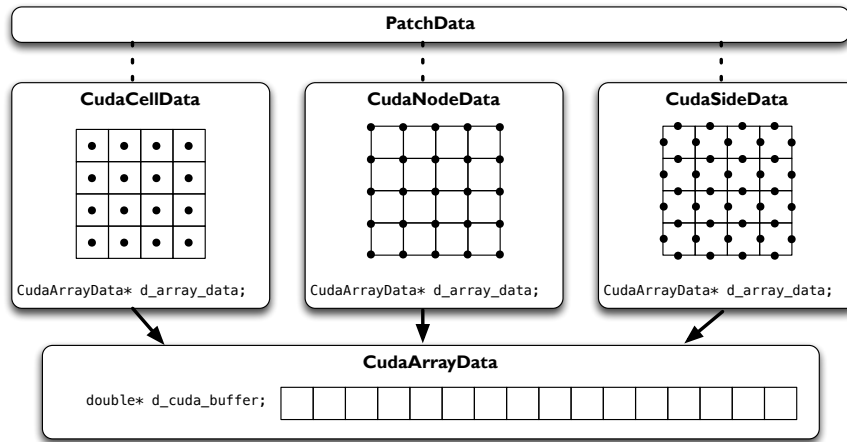 PatchData
CudaCellData
CudaNodeData
CudaSideData
CudaArrayData* d_array_data;
CudaArrayData* d_array_data;
CudaArrayData* d_array_data;
CudaArrayData
double* d_cuda_buffer;